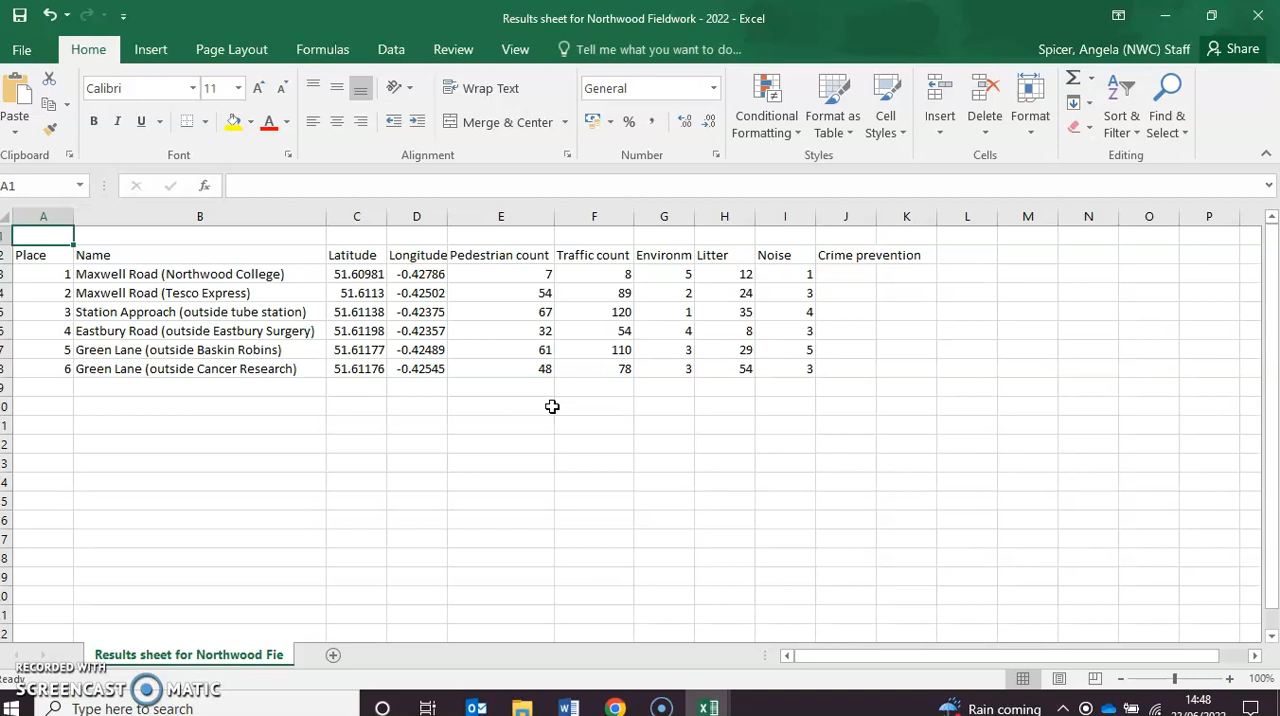 Results sheet for Northwood Fieldwork - 2022 - Excel
File Home Insert Page Layout Formulas Data Review View Tell me what you want to do... Spicer, Angela (NWC) Staff Share
Paste Calibri 11 Wrap Text General Conditional Formatting Format as Table Cell Styles Insert Delete Format Sort & Filter Find & Select
B I U A Merge & Center % ,
Clipboard Font Alignment Number Styles Cells Editing
A1 fx
A B C D E F G H I J K L M N O P
Place Name Latitude Longitude Pedestrian count Traffic count Environm Litter Noise Crime prevention
1 Maxwell Road (Northwood College) 51.60981 -0.42786 7 8 5 12 1
2 Maxwell Road (Tesco Express) 51.6113 -0.42502 54 89 2 24 3
3 Station Approach (outside tube station) 51.61138 -0.42375 67 120 1 35 4
4 Eastbury Road (outside Eastbury Surgery) 51.61198 -0.42357 32 54 4 8 3
5 Green Lane (outside Baskin Robins) 51.61177 -0.42489 61 110 3 29 5
6 Green Lane (outside Cancer Research) 51.61176 -0.42545 48 78 3 54 3
Results sheet for Northwood Fie
RECORDED WITH
SCREENCAST MATIC
100%
Type here to search
Rain coming
14:48